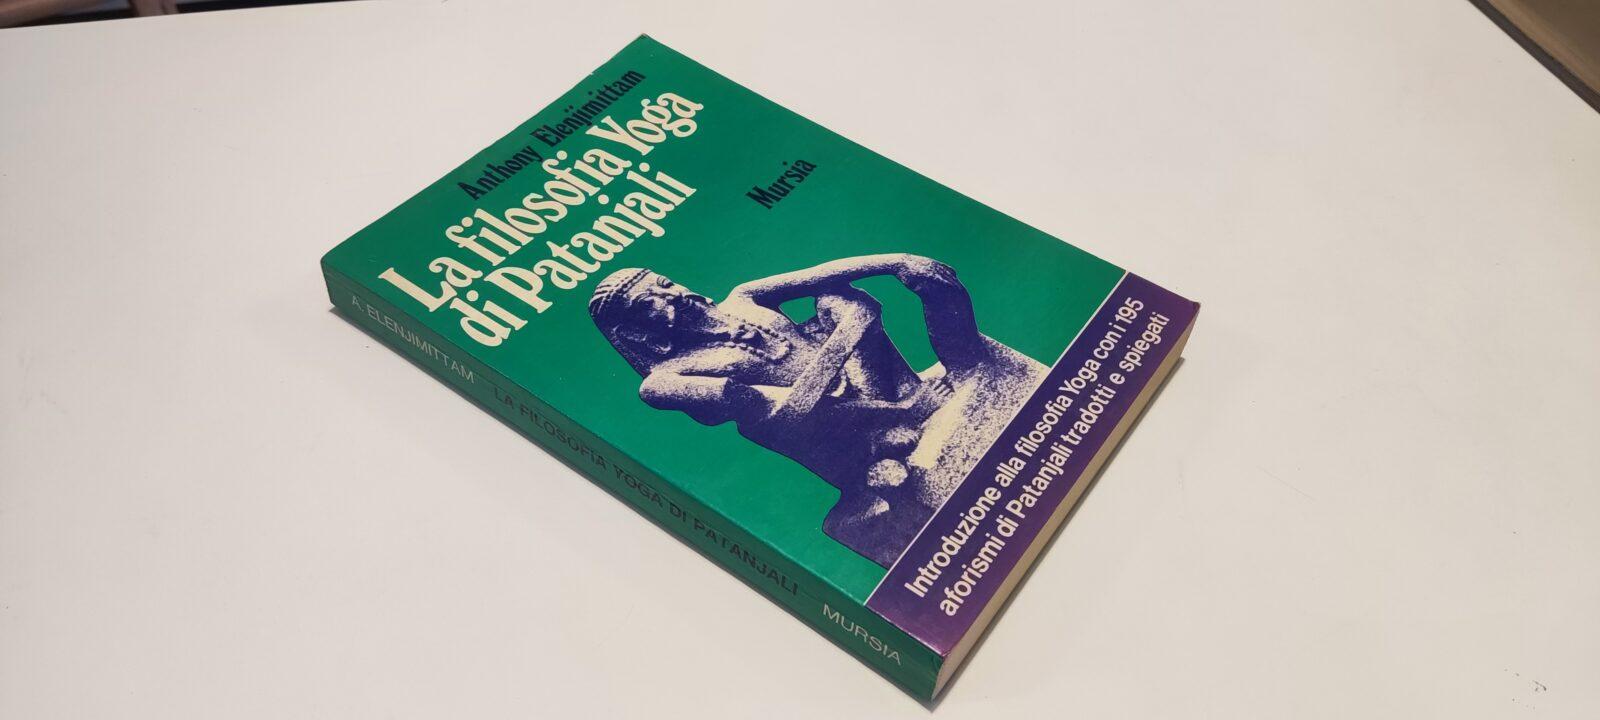 Anthony Elenjimittam
La filosofia Yoga
di Patanjali
Mursia
Introduzione alla filosofia Yoga con i 195
aforismi di Patanjali tradotti e spiegati
A. ELENJIMITTAM LA FILOSOFIA YOGA DI PATANJALI MURSIA